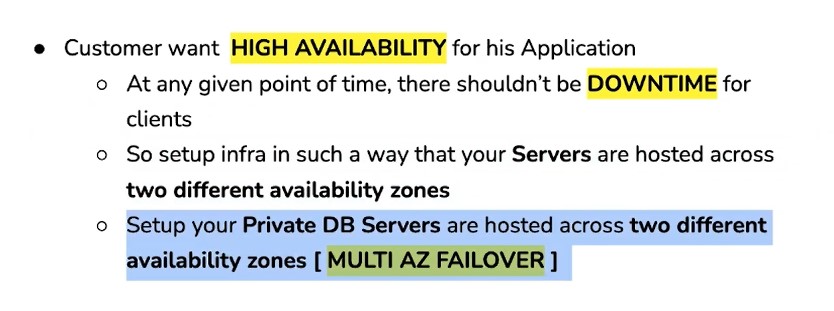 ● Customer want HIGH AVAILABILITY for his Application
○ At any given point of time, there shouldn’t be DOWNTIME for
clients
○ So setup infra in such a way that your Servers are hosted across
two different availability zones
○ Setup your Private DB Servers are hosted across two different
availability zones [ MULTI AZ FAILOVER ]